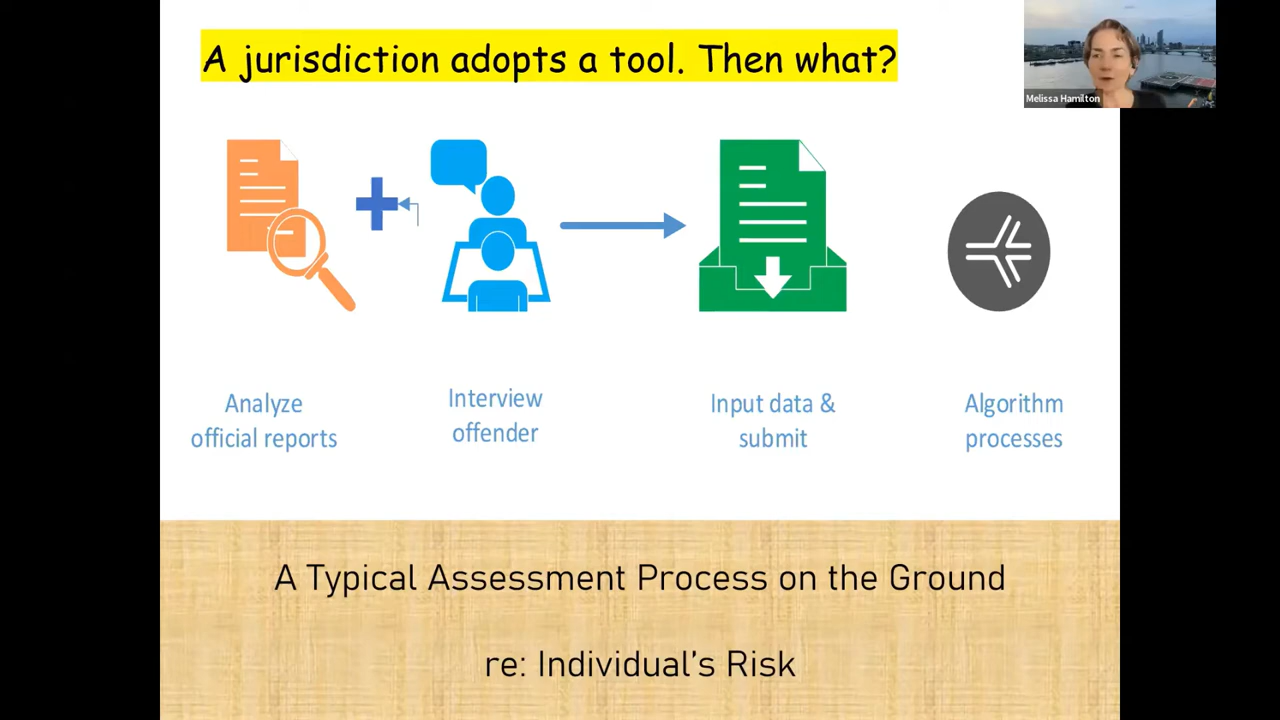 A jurisdiction adopts a tool. Then what?
Melissa Hamilton
Analyze
official reports
Interview
offender
Input data &
submit
Algorithm
processes
A Typical Assessment Process on the Ground
re: Individual's Risk